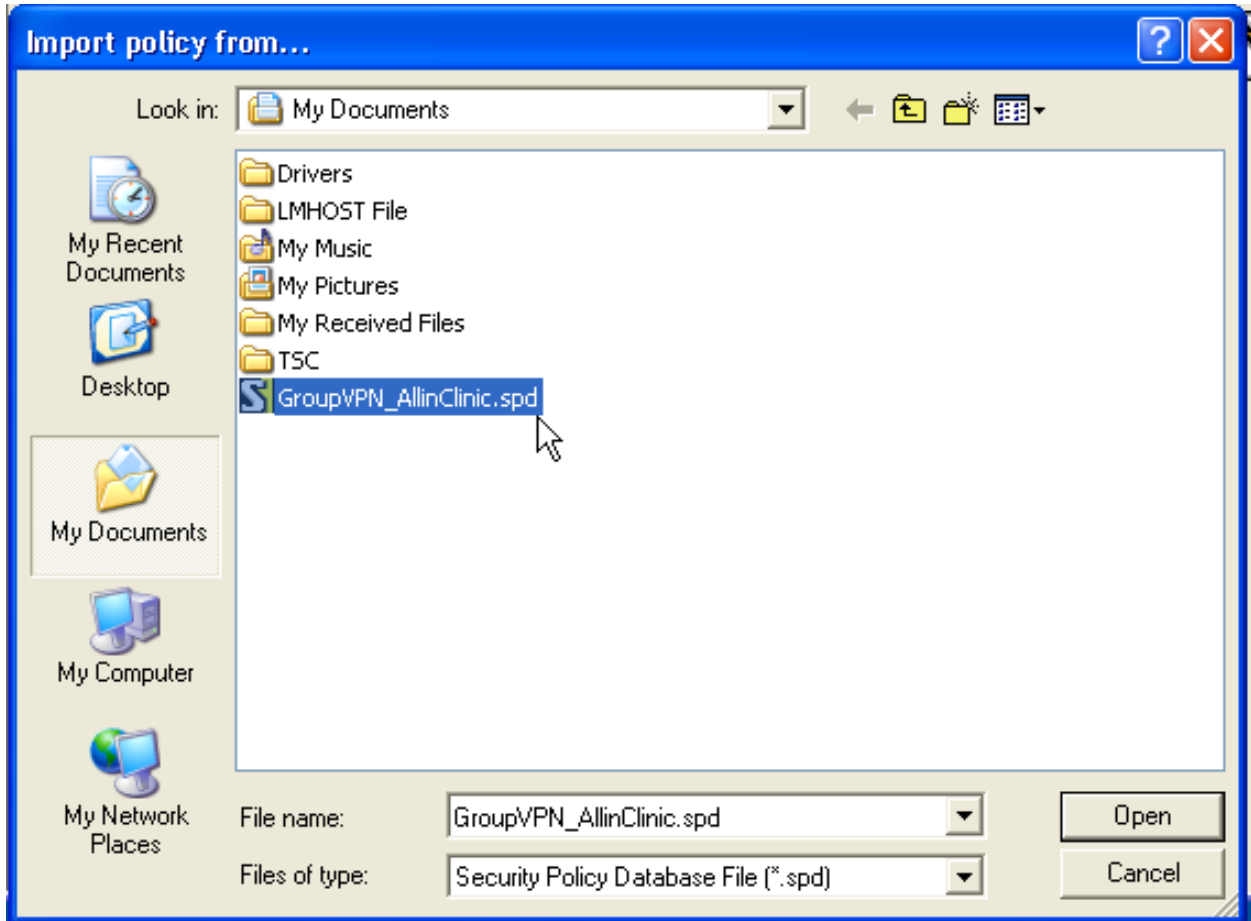 Import policy from...
Look in:
My Documents
My Recent
Documents
Desktop
My Documents
My Computer
My Network
Places
Drivers
LMHOST File
My Music
My Pictures
My Received Files
TSC
GroupVPN_AllinClinic.spd
File name:
GroupVPN_AllinClinic.spd
Open
Files of type:
Security Policy Database File (*.spd)
Cancel